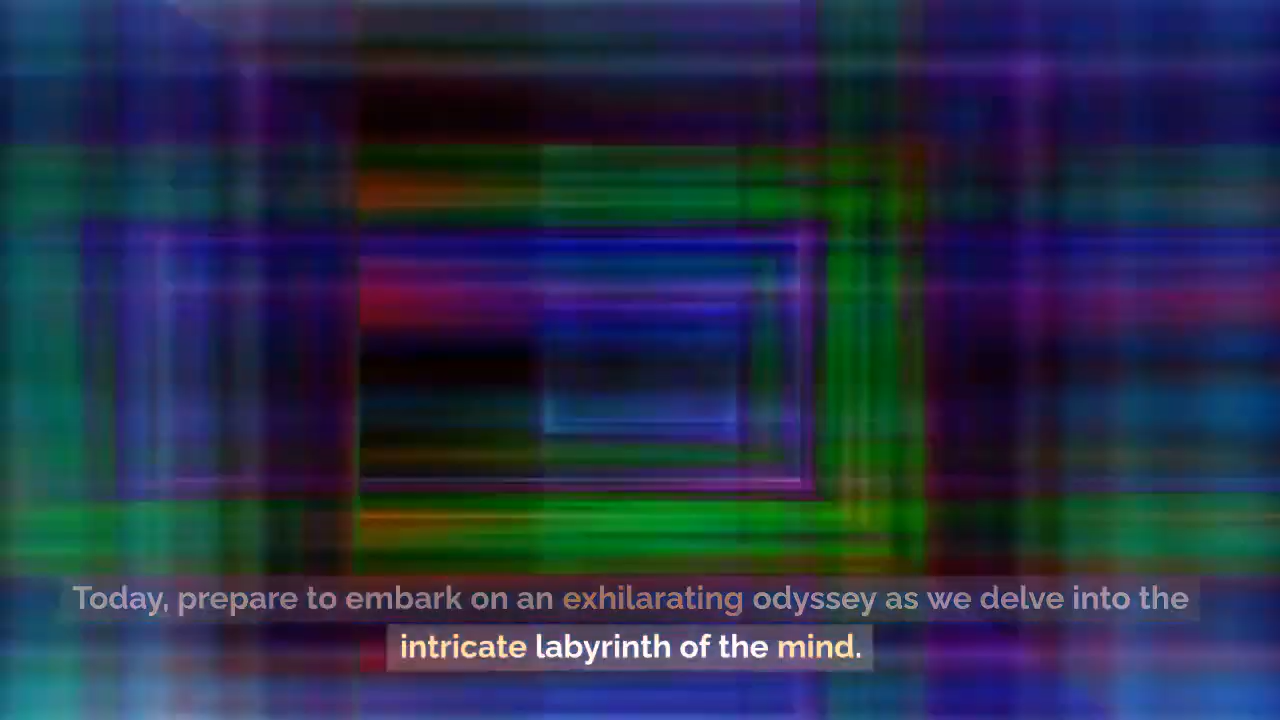 Today, prepare to embark on an exhilarating odyssey as we delve into the
intricate labyrinth of the mind.